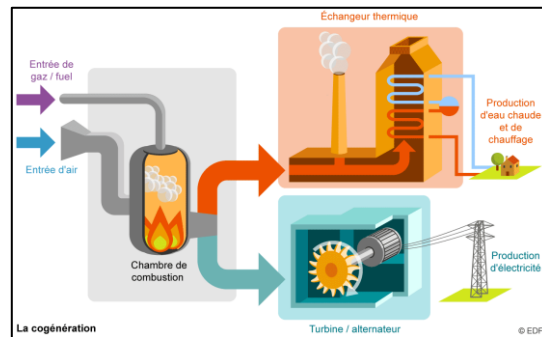 Échangeur thermique
Entrée de
gaz / fuel
Entrée d'air
Chambre de
combustion
Production
d'eau chaude
et de
chauffage
Production
d'électricité
Turbine / alternateur
La cogénération
© EDF